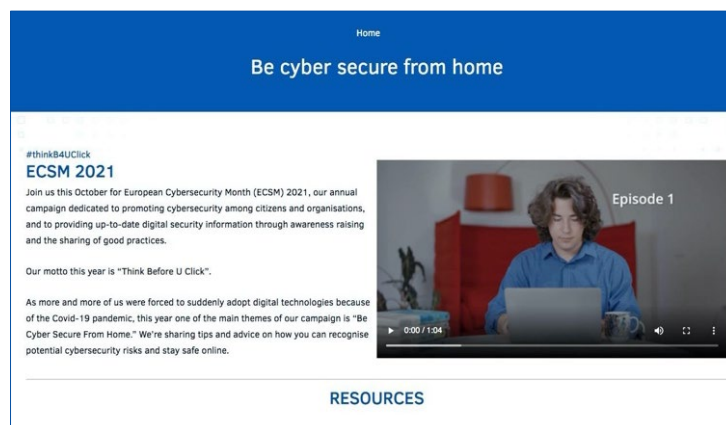 Home
Be cyber secure from home
#thinkB4UClick
ECSM 2021
Join us this October for European Cybersecurity Month (ECSM) 2021, our annual
campaign dedicated to promoting cybersecurity among citizens and organisations,
and to providing up-to-date digital security information through awareness raising
and the sharing of good practices.
Our motto this year is “Think Before U Click”.
As more and more of us were forced to suddenly adopt digital technologies because
of the Covid-19 pandemic, this year one of the main themes of our campaign is “Be
Cyber Secure From Home.” We’re sharing tips and advice on how you can recognise
potential cybersecurity risks and stay safe online.
Episode 1
0:00 / 1:04
RESOURCES